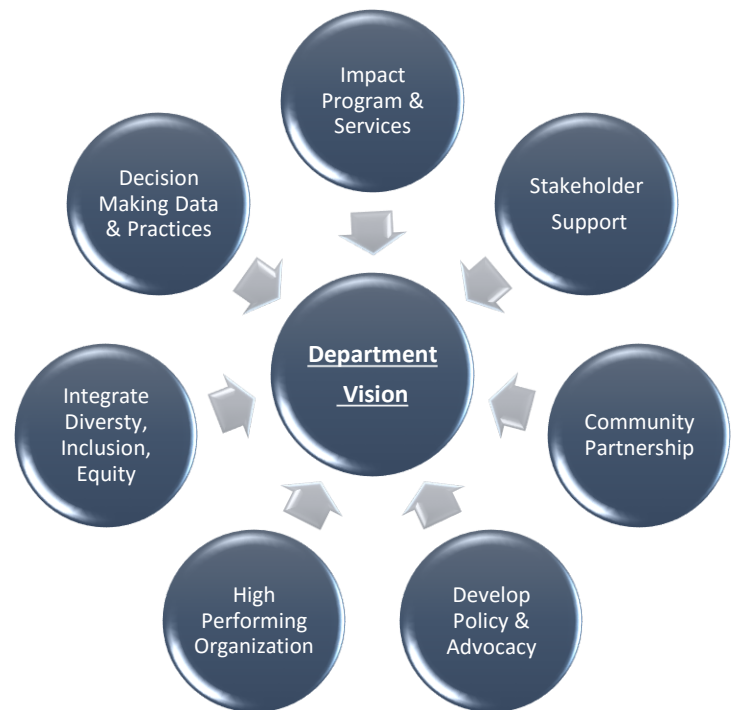 Impact
Program &
Services
Stakeholder
Support
Community
Partnership
Develop
Policy &
Advocacy
High
Performing
Organization
Integrate
Diversty,
Inclusion,
Equity
Decision
Making Data
& Practices
Department
Vision